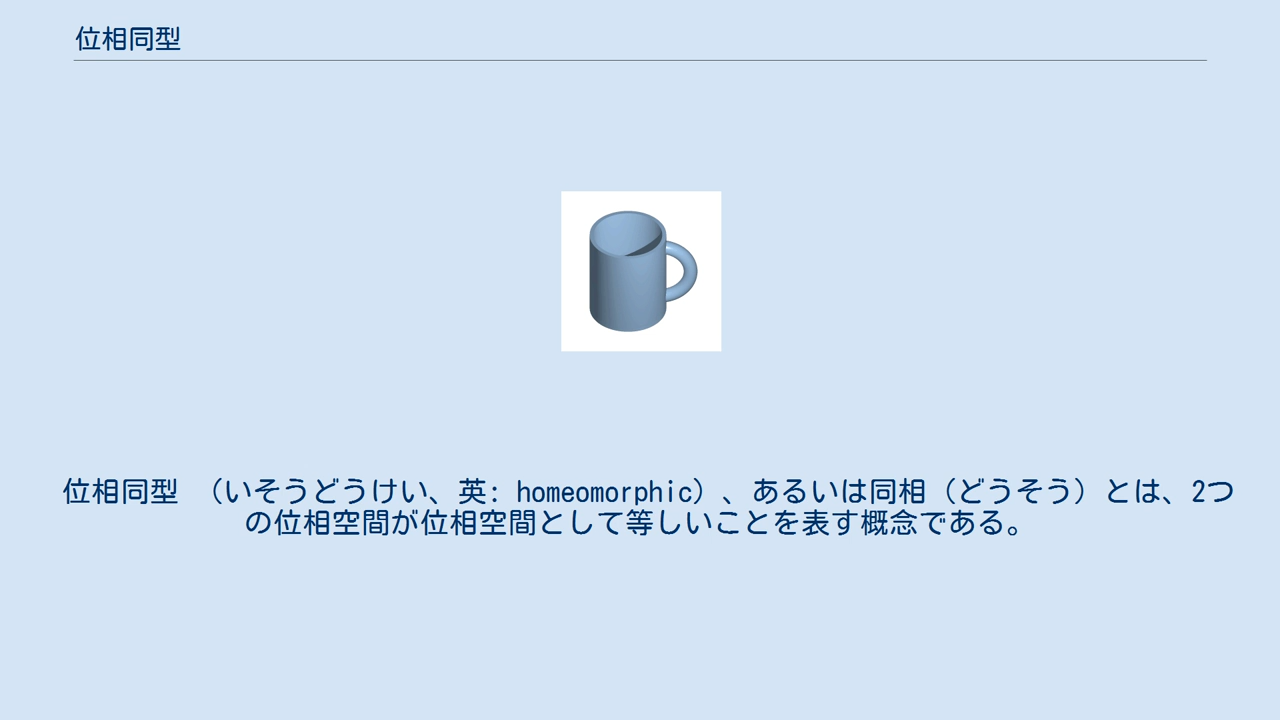 位相同型
位相同型 （いそうどうけい、英: homeomorphic）、あるいは同相（どうそう）とは、2つ
の位相空間が位相空間として等しいことを表す概念である。